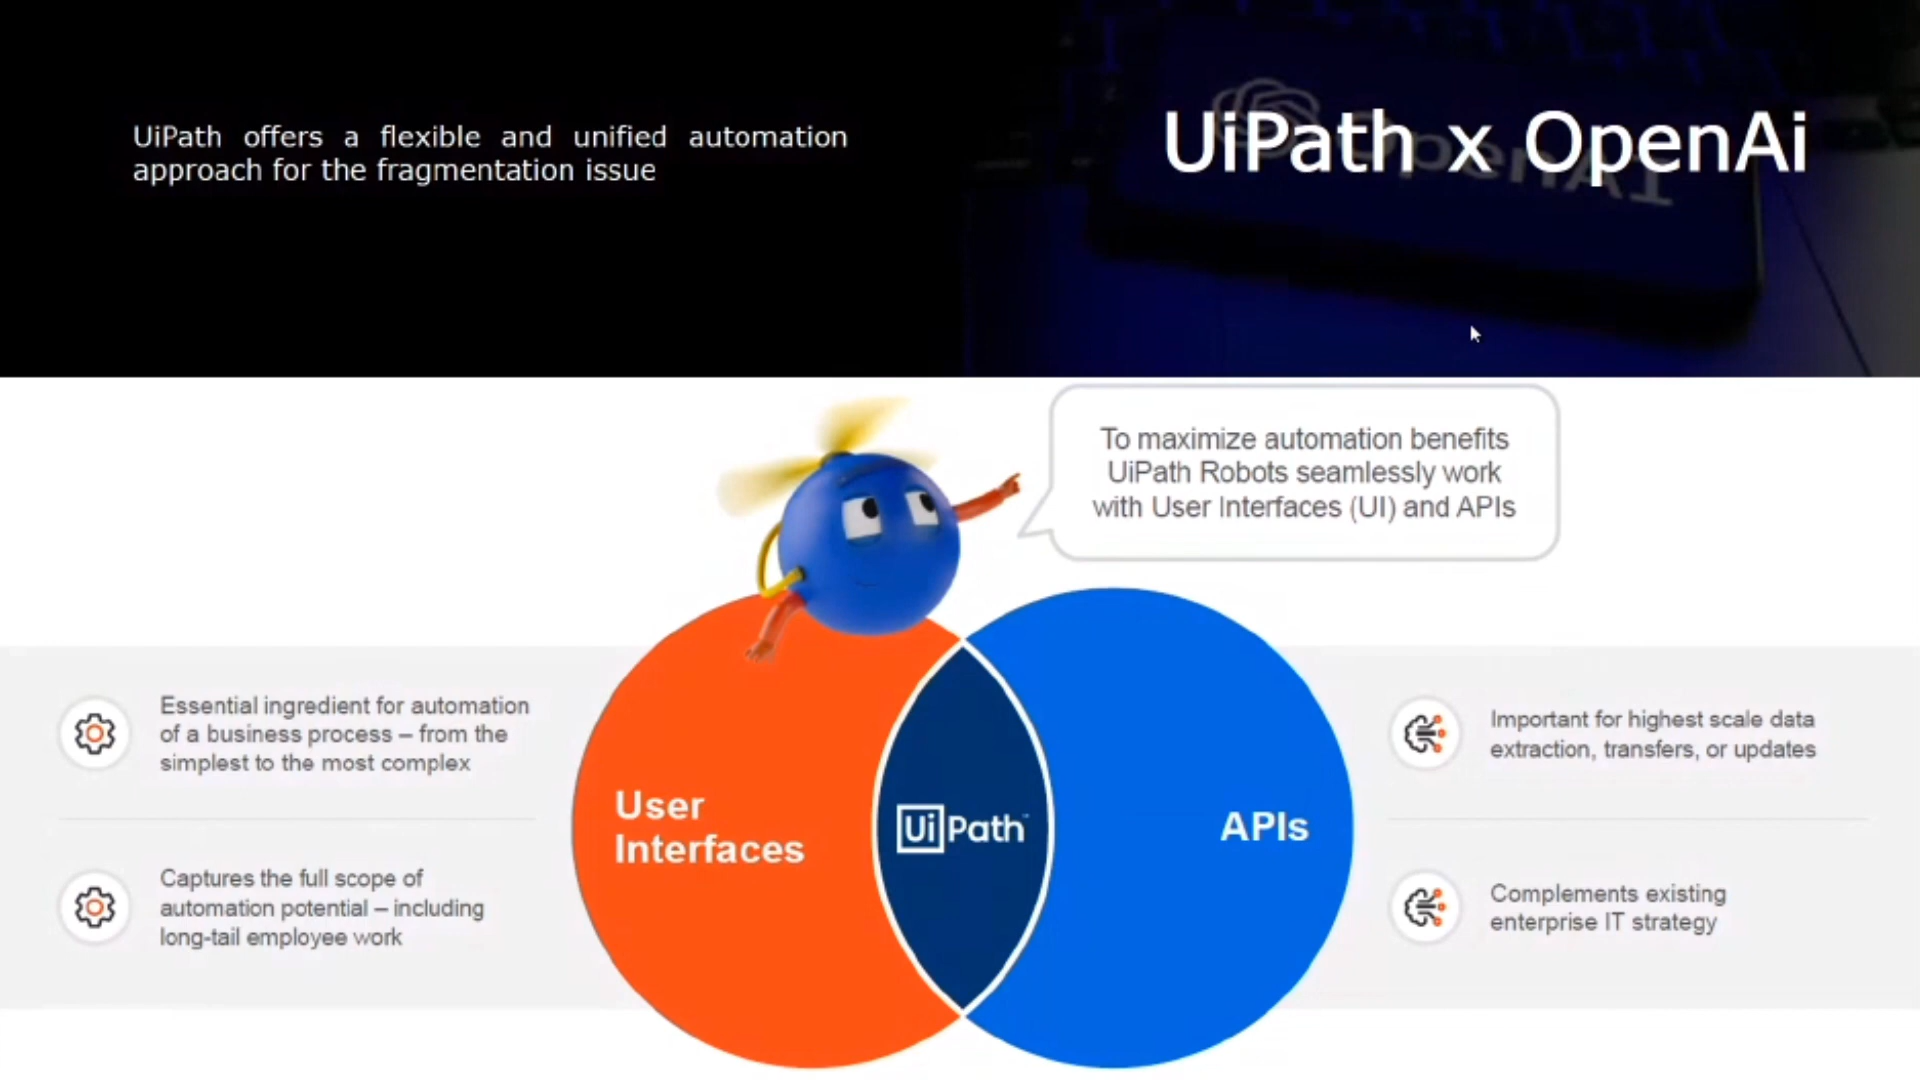 UiPath offers a flexible and unified automation
approach for the fragmentation issue
UiPath x OpenAi
OpenAI
To maximize automation benefits
UiPath Robots seamlessly work
with User Interfaces (UI) and APIs
Essential ingredient for automation
of a business process – from the
simplest to the most complex
Captures the full scope of
automation potential – including
long-tail employee work
User
Interfaces
UiPath™
APIs
Important for highest scale data
extraction, transfers, or updates
Complements existing
enterprise IT strategy